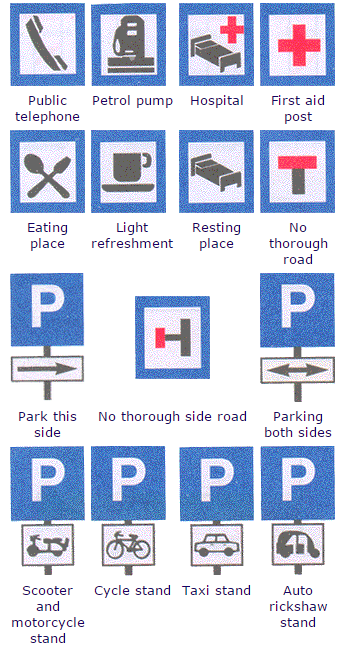 Public
telephone
Petrol pump
Hospital
First aid
post
Eating
place
Light
refreshment
Resting
place
No
thorough
road
P
P
Park this
side
No thorough side road
Parking
both sides
P
P
P
P
Scooter
and
motorcycle
stand
Cycle stand
Taxi stand
Auto
rickshaw
stand